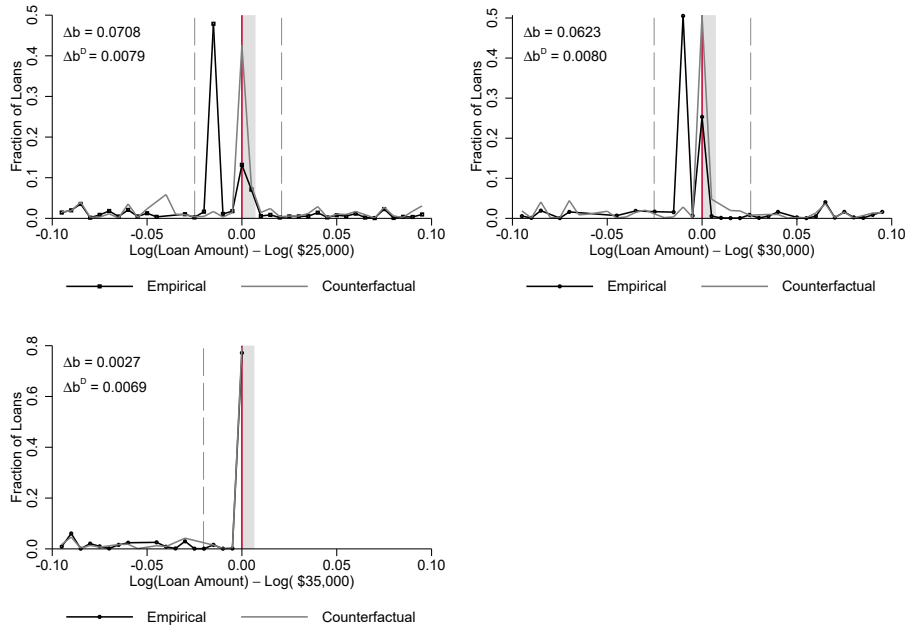 Δb = 0.0708
Δb^D = 0.0079
Fraction of Loans
0.0 0.1 0.2 0.3 0.4 0.5
-0.10 -0.05 0.00 0.05 0.10
Log(Loan Amount) – Log( $25,000)
Empirical Counterfactual
Δb = 0.0623
Δb^D = 0.0080
Fraction of Loans
0.0 0.1 0.2 0.3 0.4 0.5
-0.10 -0.05 0.00 0.05 0.10
Log(Loan Amount) – Log( $30,000)
Empirical Counterfactual
Δb = 0.0027
Δb^D = 0.0069
Fraction of Loans
0.0 0.2 0.4 0.6 0.8
-0.10 -0.05 0.00 0.05 0.10
Log(Loan Amount) – Log( $35,000)
Empirical Counterfactual